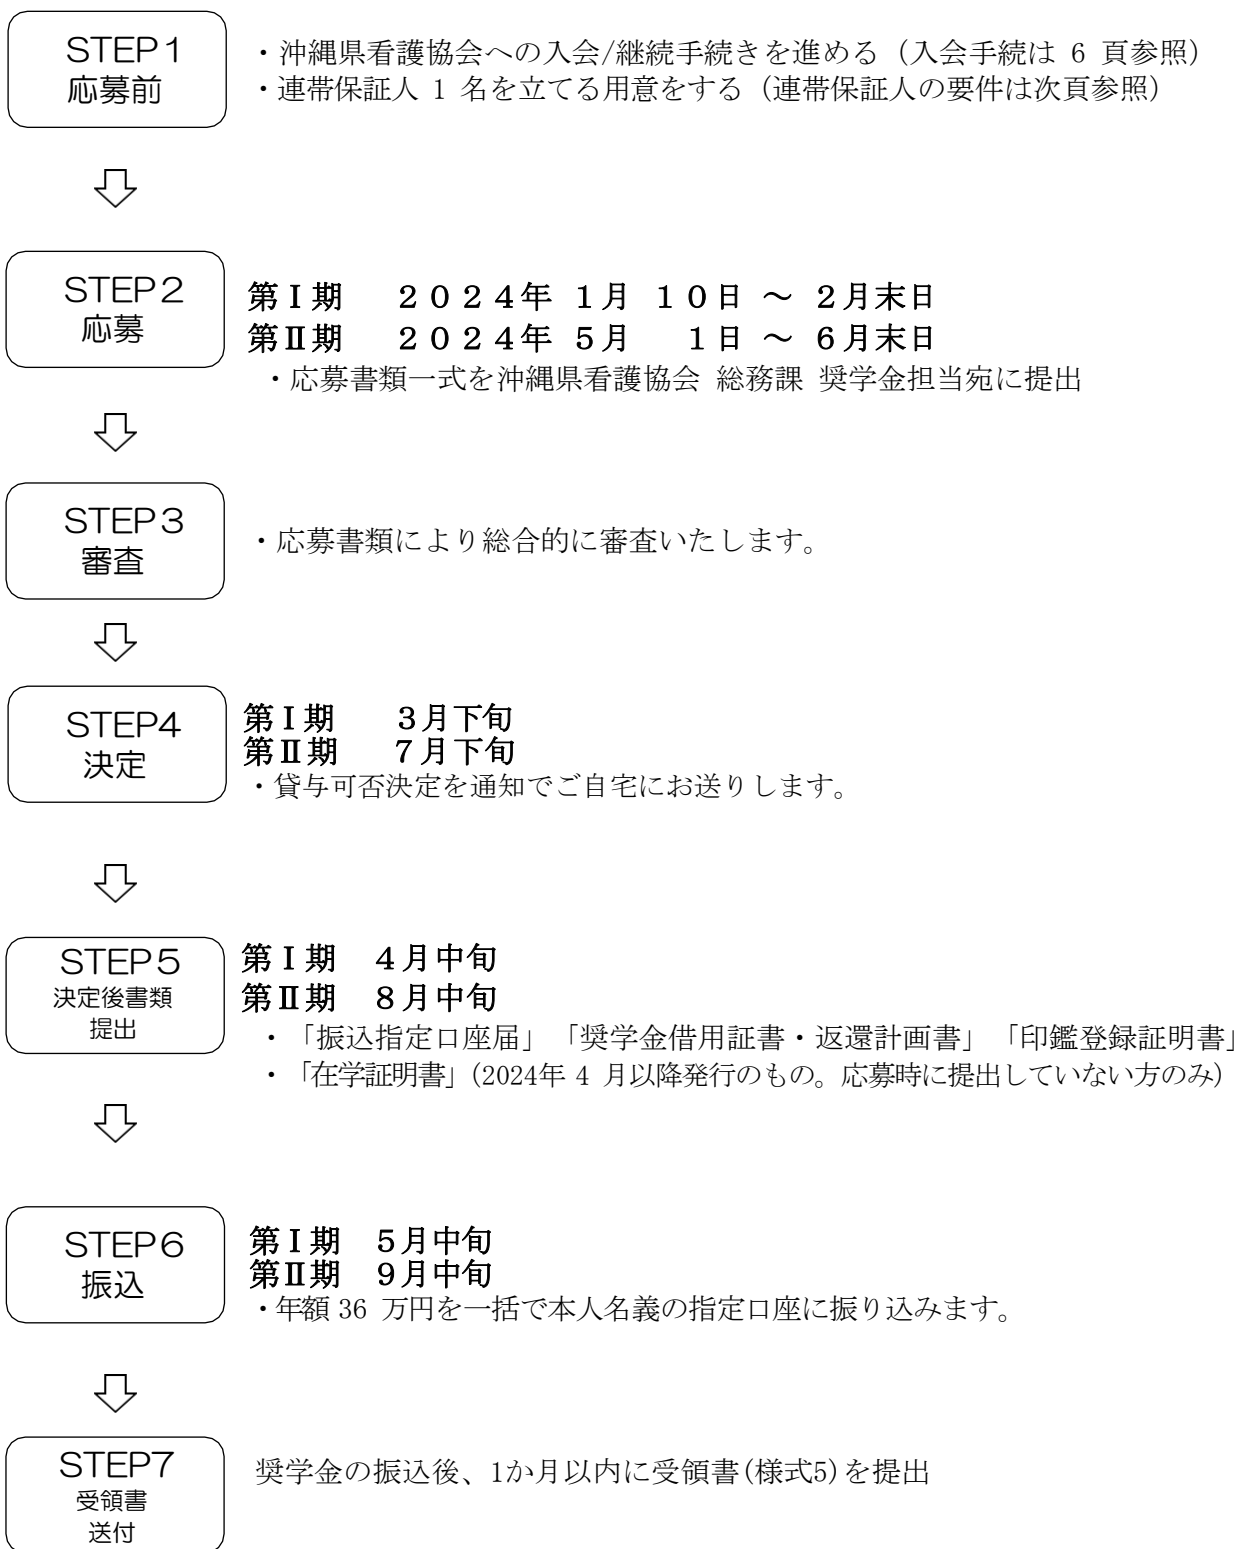 STEP１
応募前
・沖縄県看護協会への入会/継続手続きを進める（入会手続は 6 頁参照）
・連帯保証人 1 名を立てる用意をする（連帯保証人の要件は次頁参照）
STEP２
応募
第Ⅰ期　２０２４年 １月 １０日 ～ ２月末日
第Ⅱ期　２０２４年 ５月　１日 ～ ６月末日
・応募書類一式を沖縄県看護協会 総務課 奨学金担当宛に提出
STEP３
審査
・応募書類により総合的に審査いたします。
STEP4
決定
第Ⅰ期　３月下旬
第Ⅱ期　７月下旬
・貸与可否決定を通知でご自宅にお送りします。
STEP５
決定後書類
提出
第Ⅰ期　４月中旬
第Ⅱ期　８月中旬
・「振込指定口座届」「奨学金借用証書・返還計画書」「印鑑登録証明書」
・「在学証明書」（2024年 4 月以降発行のもの。応募時に提出していない方のみ）
STEP６
振込
第Ⅰ期　５月中旬
第Ⅱ期　９月中旬
・年額 36 万円を一括で本人名義の指定口座に振り込みます。
STEP7
受領書
送付
奨学金の振込後、1か月以内に受領書(様式5)を提出